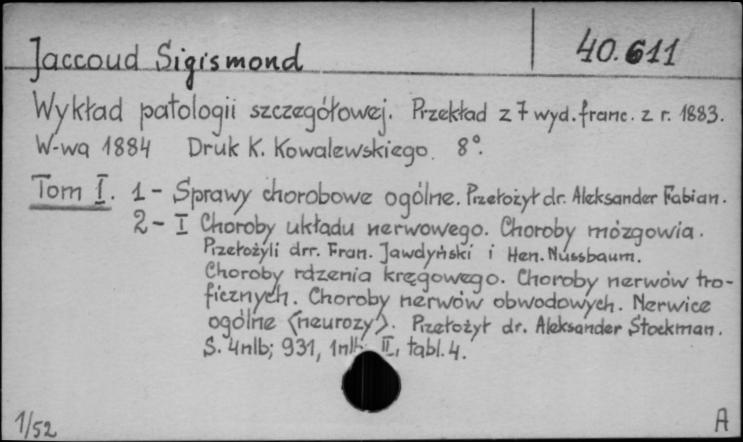 Jaccoud Sigismond 40.611
Wykład patologii szczegółowej. Przekład z 7 wyd. franc. z r. 1883.
W-wa 1884 Druk K. Kowalewskiego. 8°.
Tom I. 1 - Sprawy chorobowe ogólne. Przełożył dr. Aleksander Fabian.
2 - I Choroby układu nerwowego. Choroby mózgowia.
Przełożyli drr. Fran. Jawdyński i Hen. Nussbaum.
Choroby rdzenia kręgowego. Choroby nerwów tro-
ficznych. Choroby nerwów obwodowych. Nerwice
ogólne <neurozy>. Przełożył dr. Aleksander Stockman.
S. 4nlb; 931, 1nlb. II, tabl. 4.
1/52 A